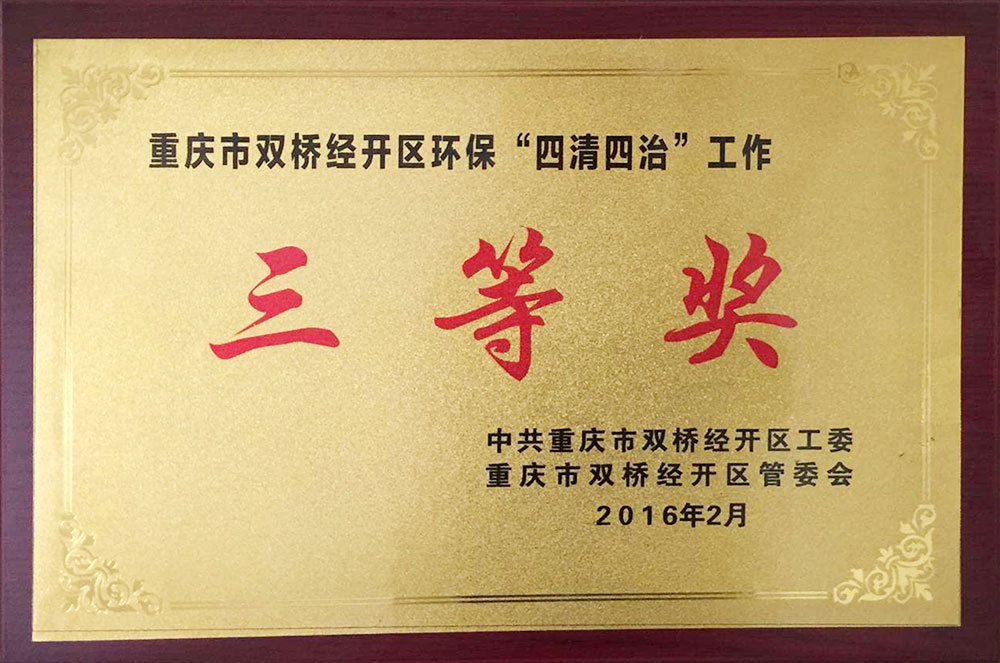 重庆市双桥经开区环保“四清四治”工作
三等奖
中共重庆市双桥经开区工委
重庆市双桥经开区管委会
2016年2月